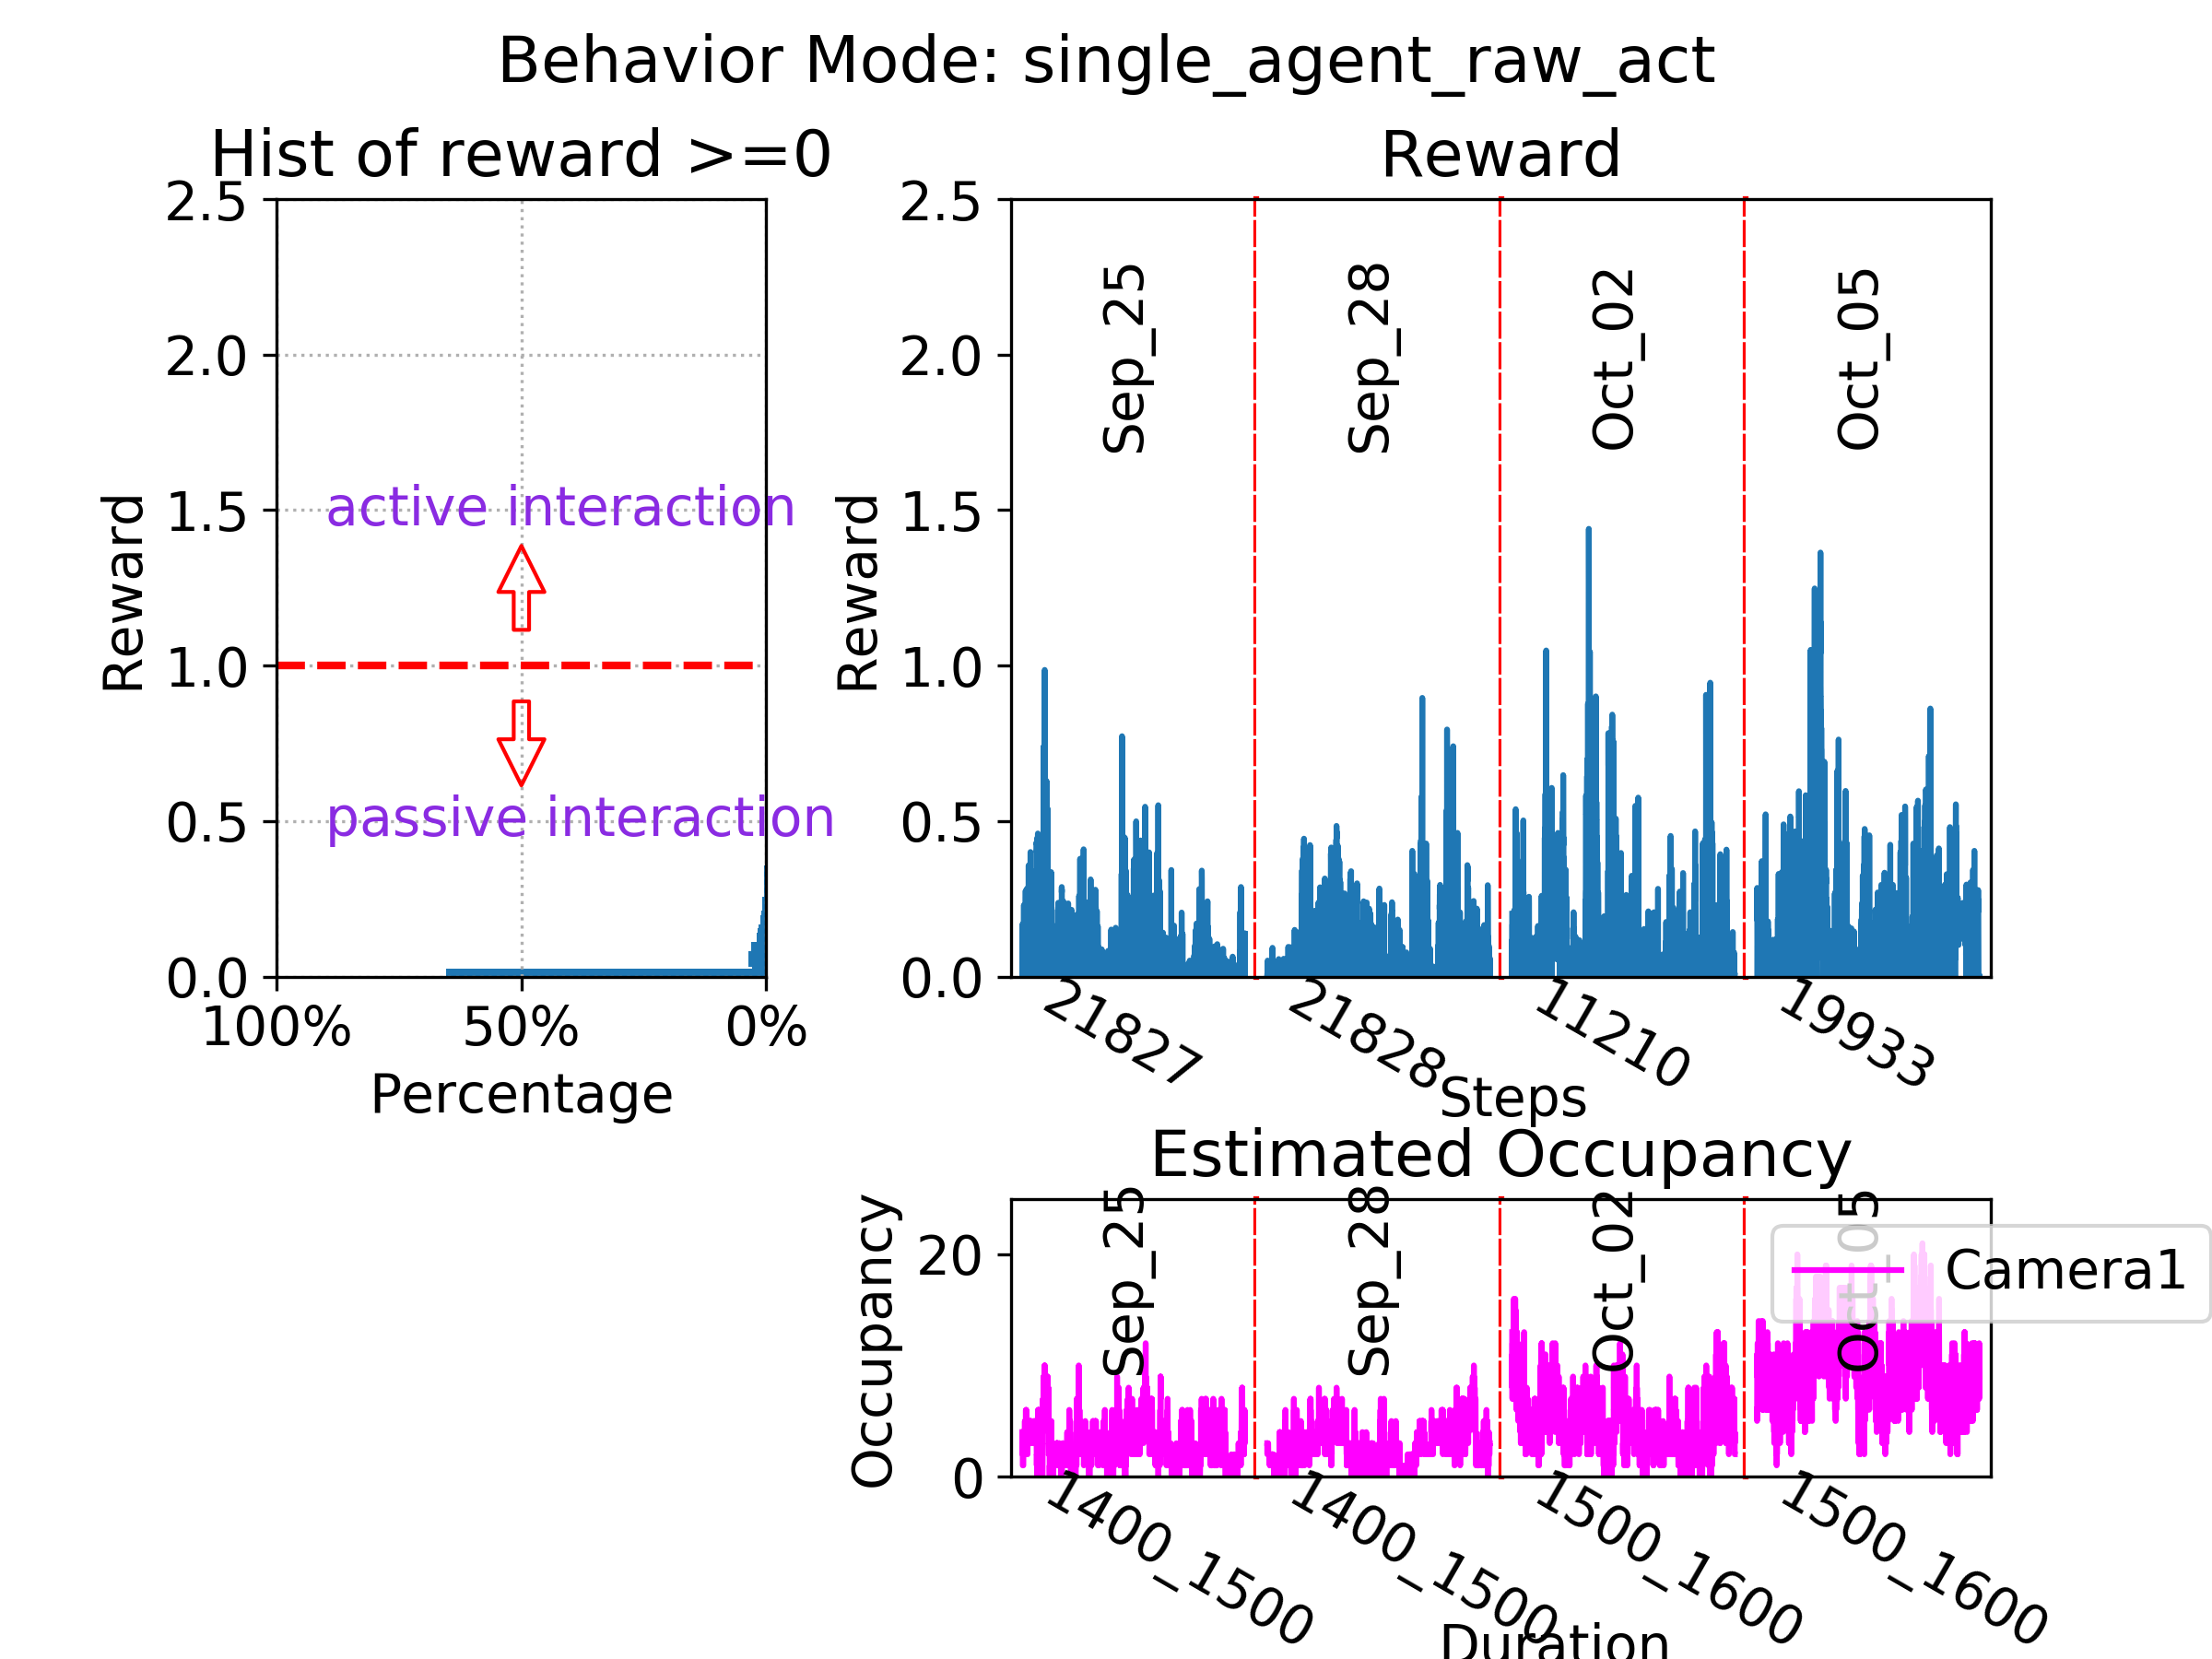 Behavior Mode: single_agent_raw_act
Hist of reward >=0
2.5
2.0
1.5
1.0
0.5
0.0
Reward
active interaction
passive interaction
100% 50% 0%
Percentage
Reward
2.5
2.0
1.5
1.0
0.5
0.0
Reward
Sep_25
Sep_28
Oct_02
Oct_05
21827
21828
11210
19933
Steps
Estimated Occupancy
20
0
Occupancy
Sep_25
Sep_28
Oct_02
Oct_05
Camera1
1400_1500
1400_1500
1500_1600
1500_1600
Duration